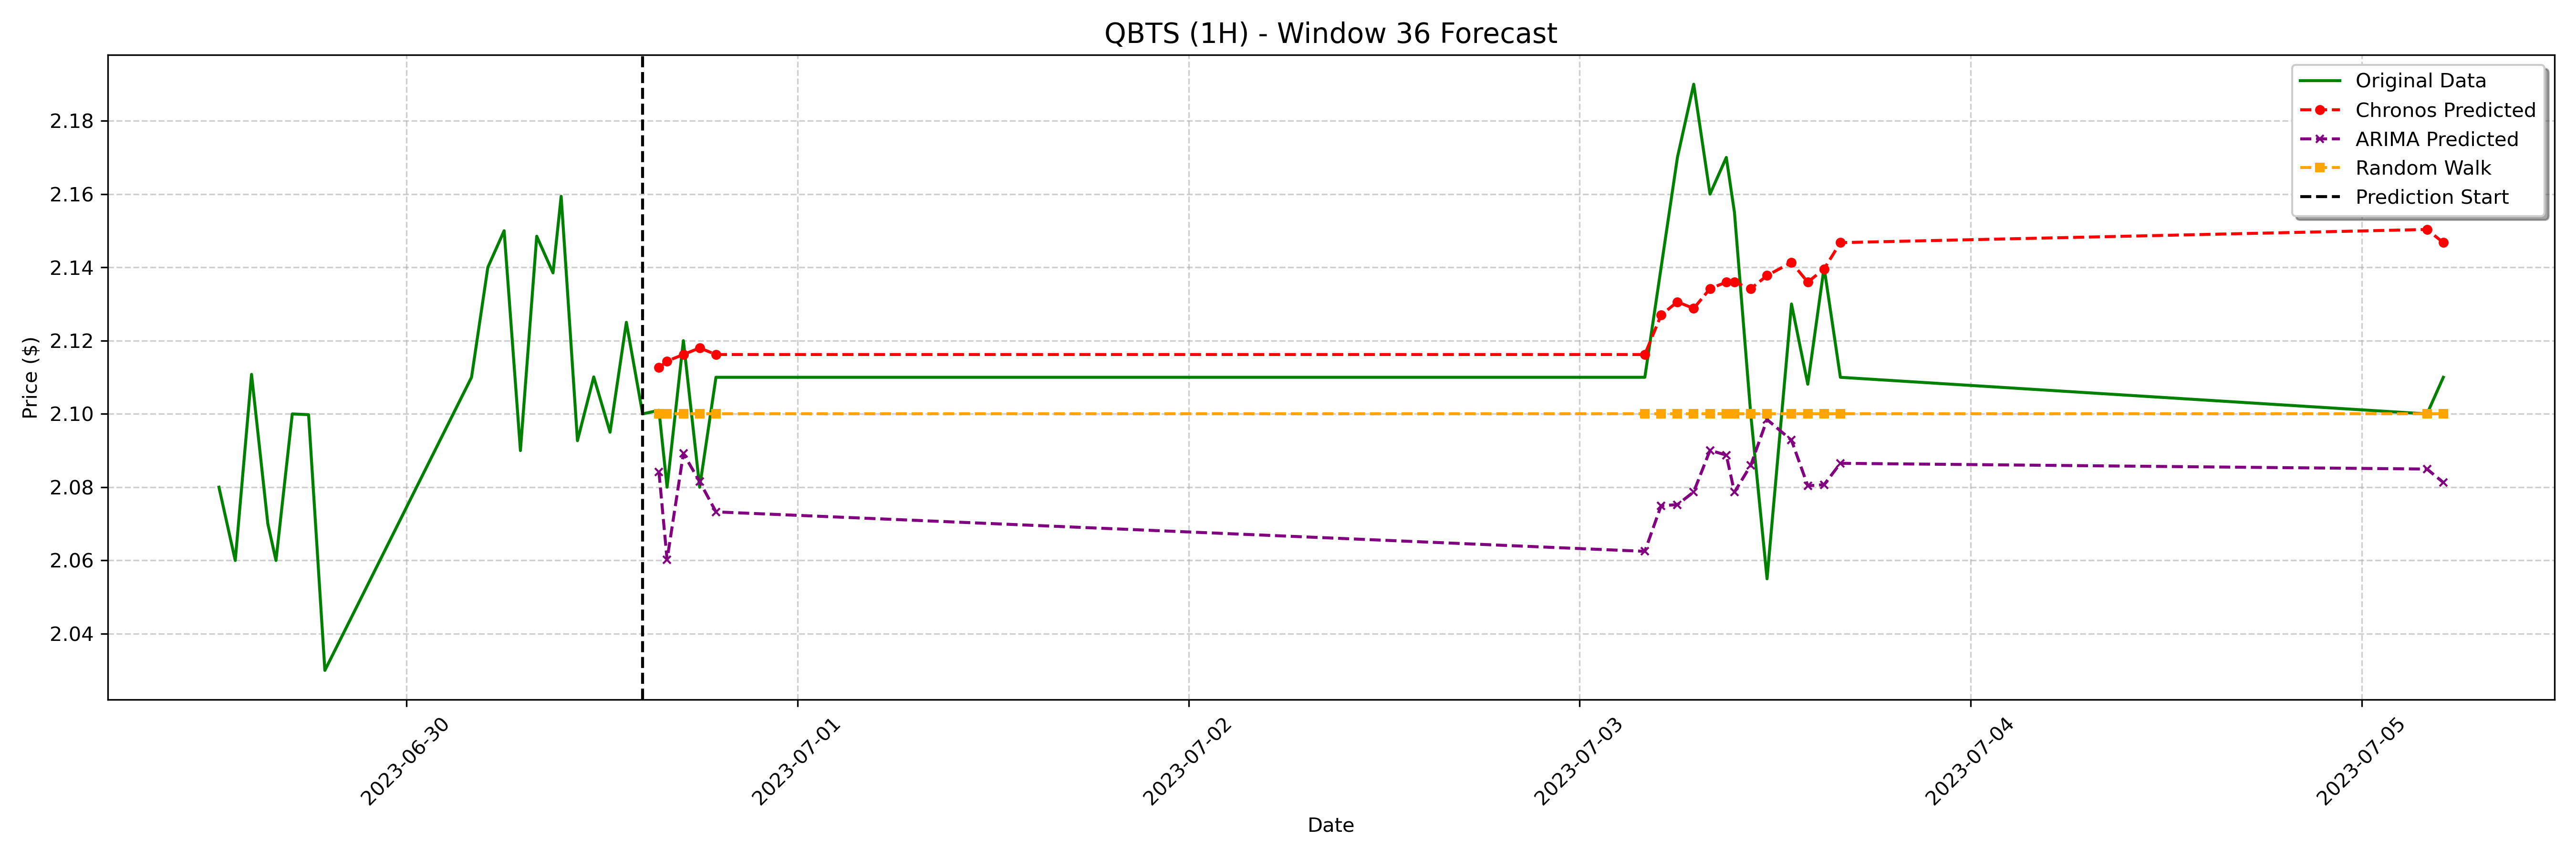 QBTS (1H) - Window 36 Forecast
Original Data
Chronos Predicted
ARIMA Predicted
Random Walk
Prediction Start
Price ($)
2.18
2.16
2.14
2.12
2.10
2.08
2.06
2.04
2023-06-30
2023-07-01
2023-07-02
2023-07-03
2023-07-04
2023-07-05
Date